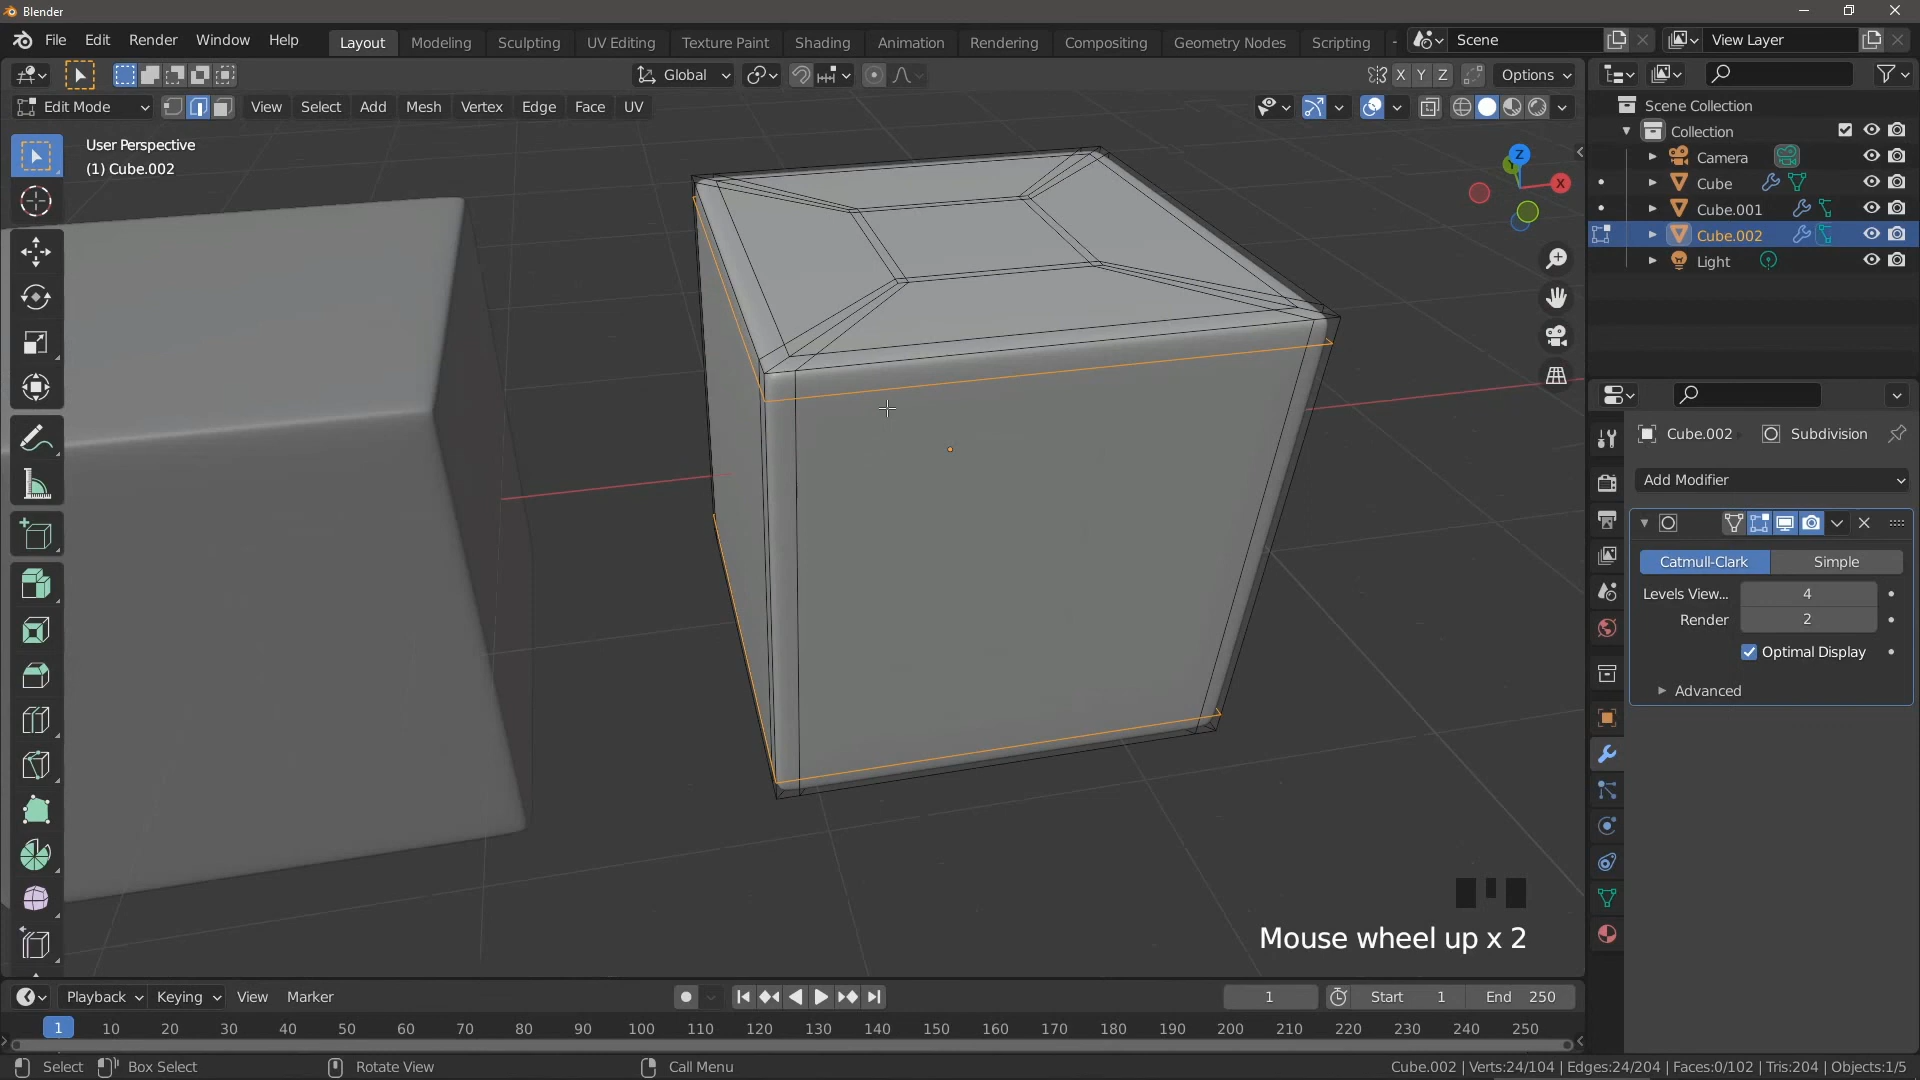 Blender
File Edit Render Window Help Layout Modeling Sculpting UV Editing Texture Paint Shading Animation Rendering Compositing Geometry Nodes Scripting Scene View Layer
Global X Y Z Options
Edit Mode View Select Add Mesh Vertex Edge Face UV
User Perspective
(1) Cube.002
Z
X
Scene Collection
Collection
Camera
Cube
Cube.001
Cube.002
Light
Cube.002 Subdivision
Add Modifier
Catmull-Clark Simple
Levels View... 4
Render 2
Optimal Display
Advanced
Mouse wheel up x 2
Playback Keying View Marker 1 Start 1 End 250
1 10 20 30 40 50 60 70 80 90 100 110 120 130 140 150 160 170 180 190 200 210 220 230 240 250
Select Box Select Rotate View Call Menu Cube.002 | Verts:24/104 | Edges:24/204 | Faces:0/102 | Tris:204 | Objects:1/5